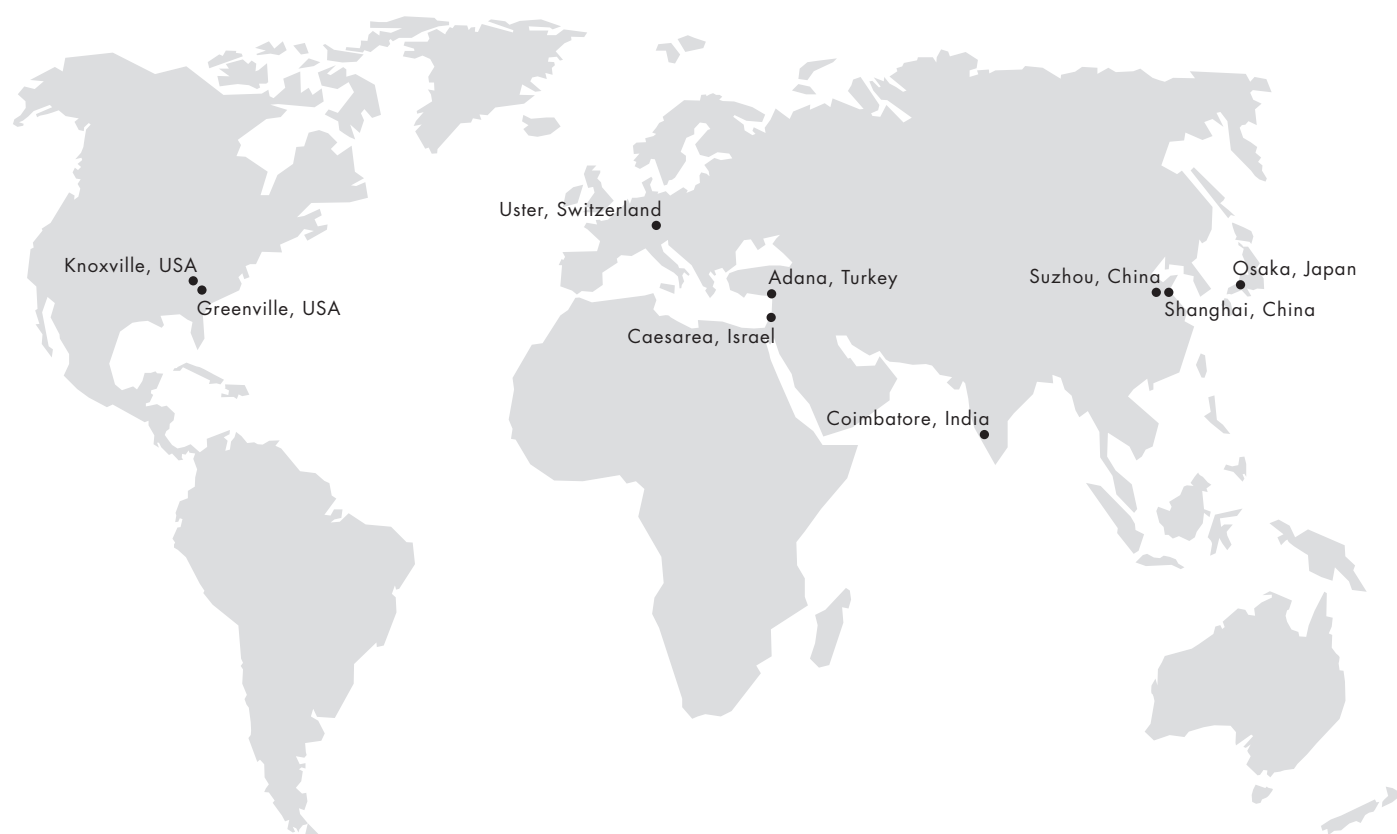 Uster, Switzerland
Knoxville, USA
Greenville, USA
Adana, Turkey
Caesarea, Israel
Suzhou, China
Osaka, Japan
Shanghai, China
Coimbatore, India